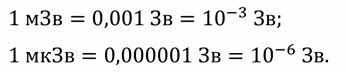 1 мЗв = 0,001 Зв = 10⁻³ Зв;
1 мкЗв = 0,000001 Зв = 10⁻⁶ Зв.